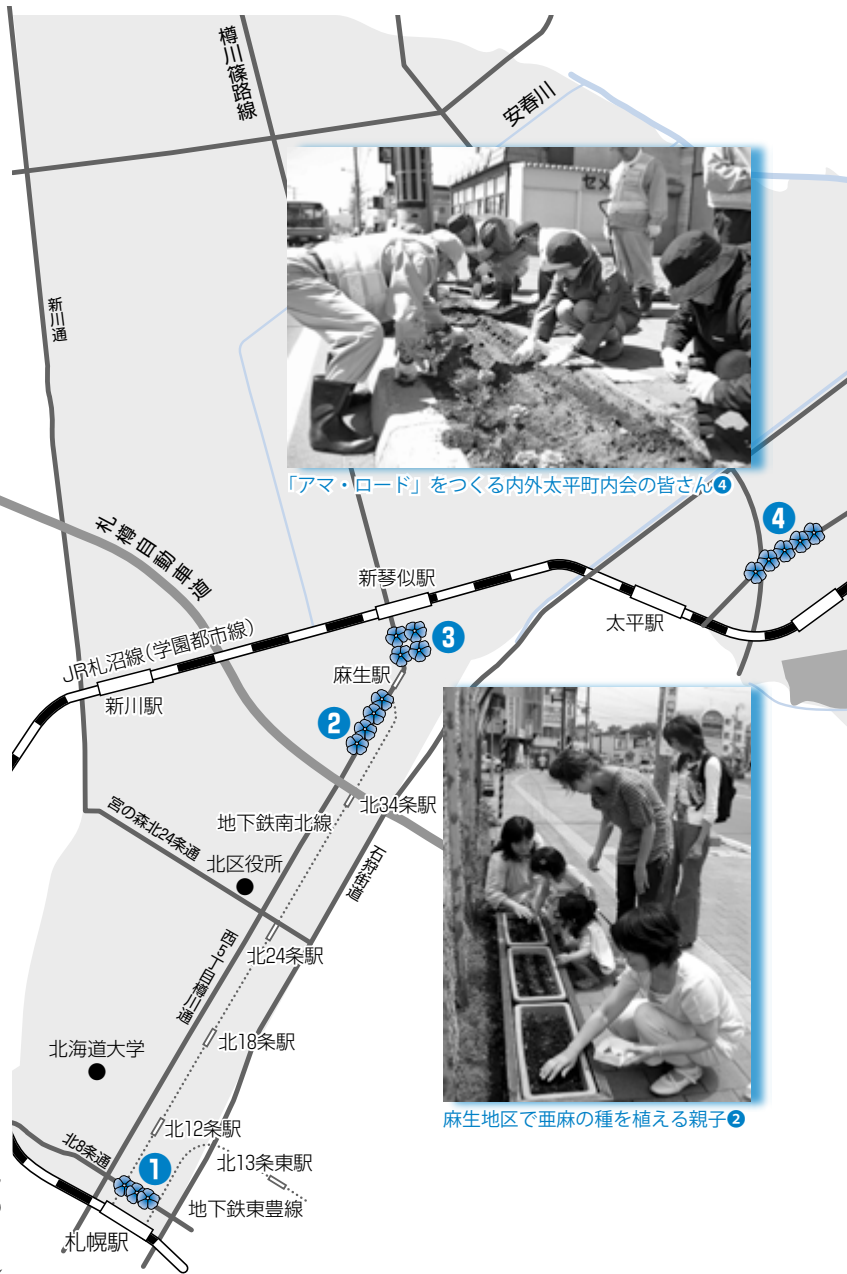 樽川篠路線
安春川
セメ
新川通
「アマ・ロード」をつくる内外太平町内会の皆さん❹
4
札樽自動車道
新琴似駅
太平駅
JR札沼線(学園都市線)
3
麻生駅
新川駅
2
北34条駅
地下鉄南北線
宮の森北24条通
北区役所
石狩街道
西5丁目樽川通
北24条駅
北18条駅
北海道大学
麻生地区で亜麻の種を植える親子❷
北12条駅
北8条通
1
北13条東駅
地下鉄東豊線
札幌駅